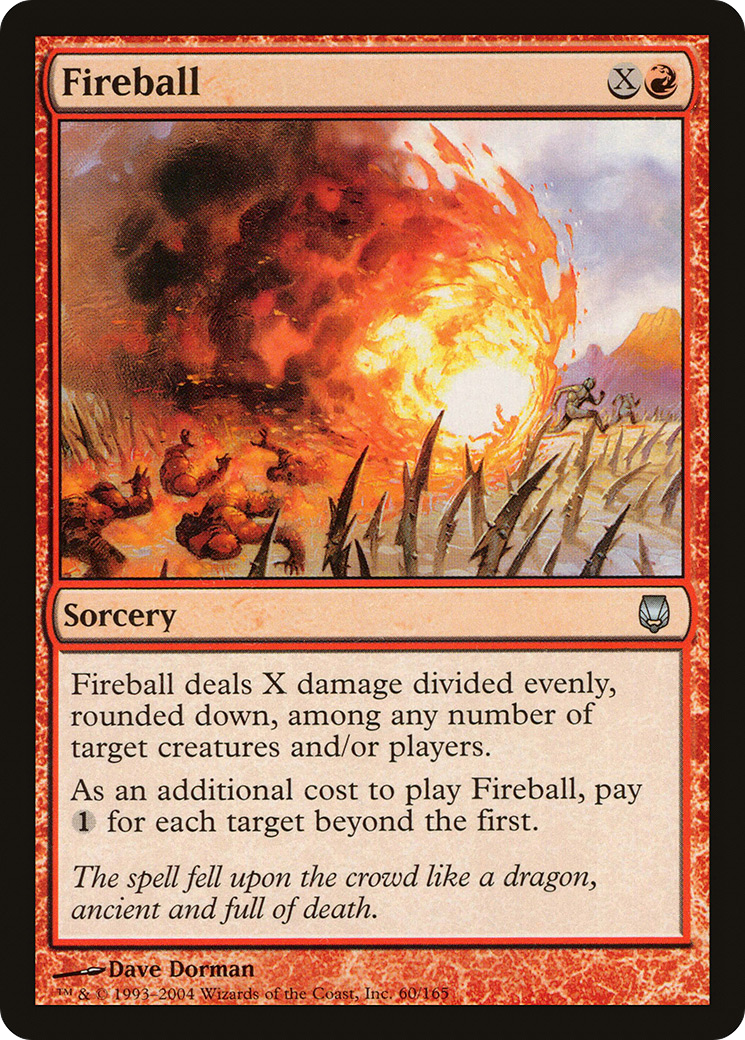 Fireball X
Sorcery
Fireball deals X damage divided evenly,
rounded down, among any number of
target creatures and/or players.
As an additional cost to play Fireball, pay
1 for each target beyond the first.
The spell fell upon the crowd like a dragon,
ancient and full of death.
Dave Dorman
™ & © 1993–2004 Wizards of the Coast, Inc. 60/165